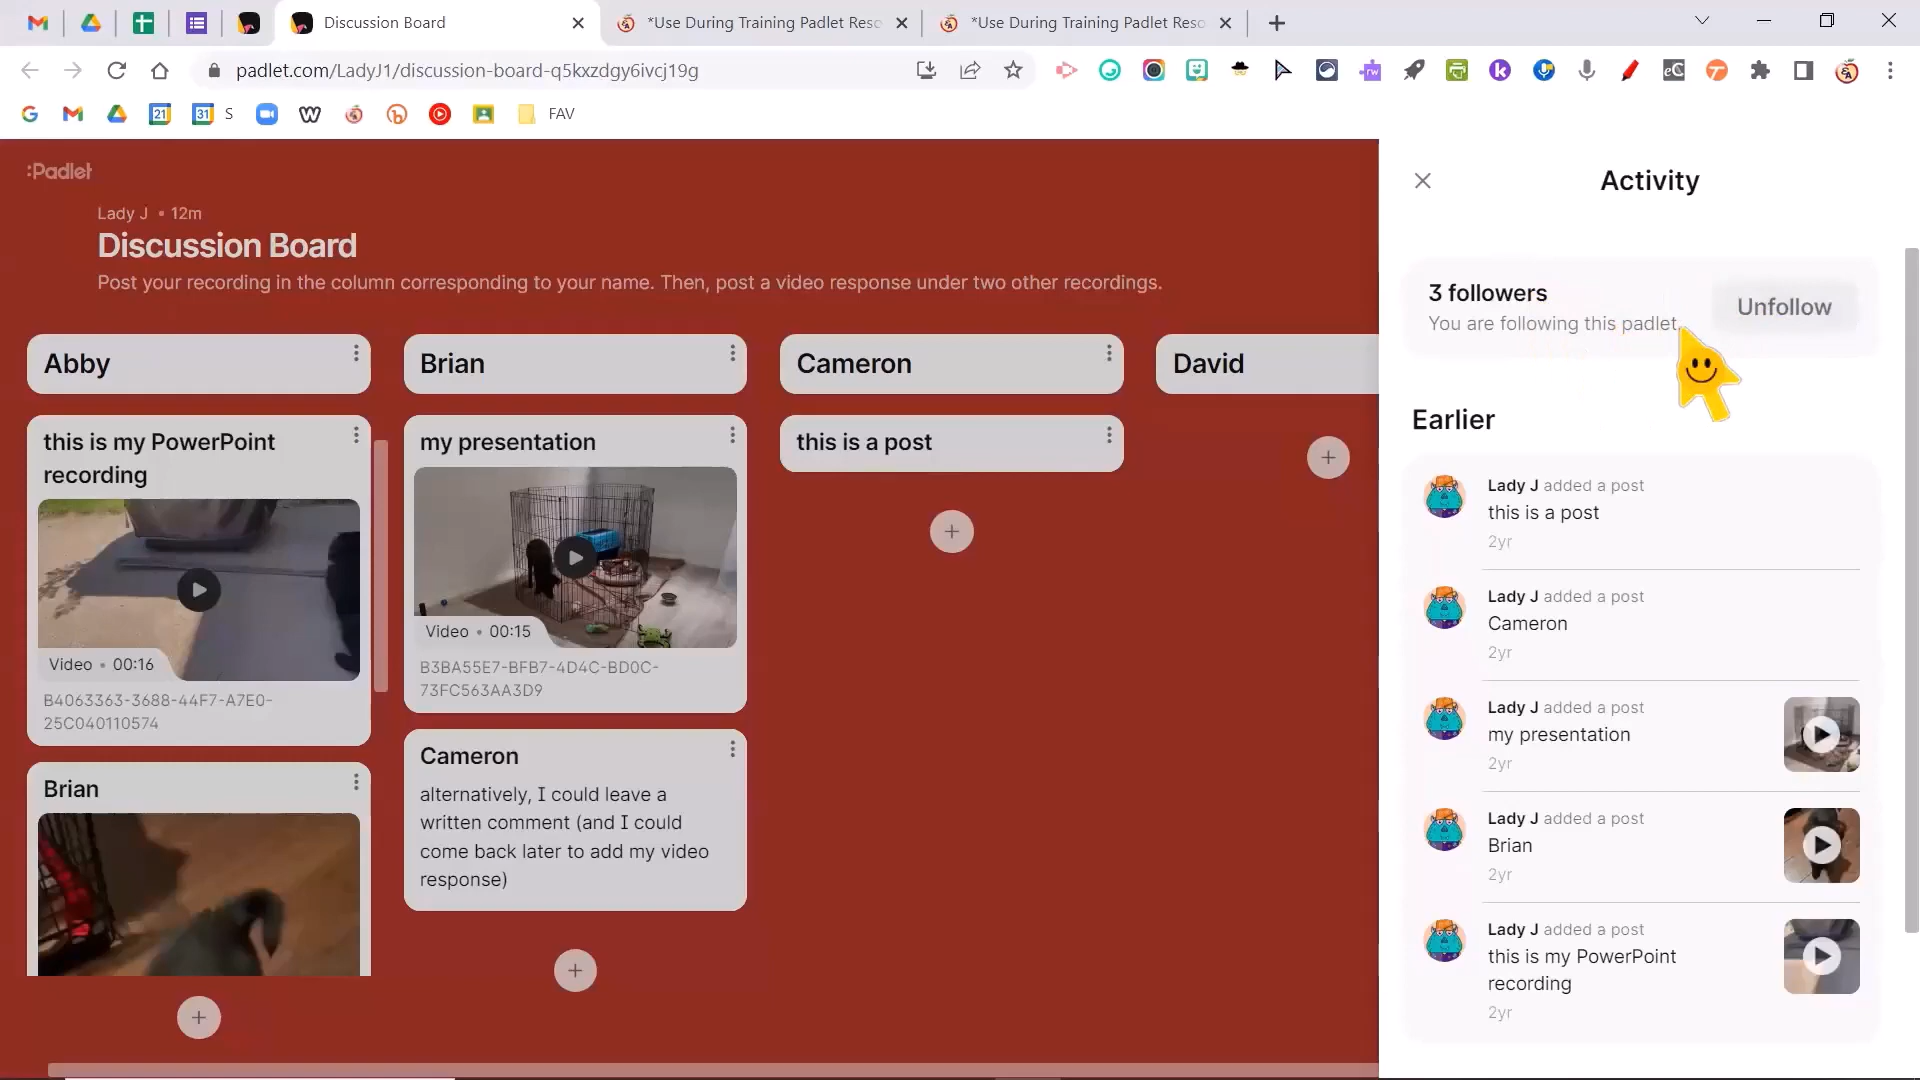 Discussion Board
*Use During Training Padlet Reso
*Use During Training Padlet Reso
padlet.com/LadyJ1/discussion-board-q5kxzdgy6ivcj19g
S
FAV
:Padlet
Lady J • 12m
Discussion Board
Post your recording in the column corresponding to your name. Then, post a video response under two other recordings.
Abby
this is my PowerPoint
recording
Video • 00:16
B4063363-3688-44F7-A7E0-
25C040110574
Brian
Brian
my presentation
Video • 00:15
B3BA55E7-BFB7-4D4C-BD0C-
73FC563AA3D9
Cameron
alternatively, I could leave a
written comment (and I could
come back later to add my video
response)
Cameron
this is a post
David
Activity
3 followers
You are following this padlet.
Unfollow
Earlier
Lady J added a post
this is a post
2yr
Lady J added a post
Cameron
2yr
Lady J added a post
my presentation
2yr
Lady J added a post
Brian
2yr
Lady J added a post
this is my PowerPoint
recording
2yr